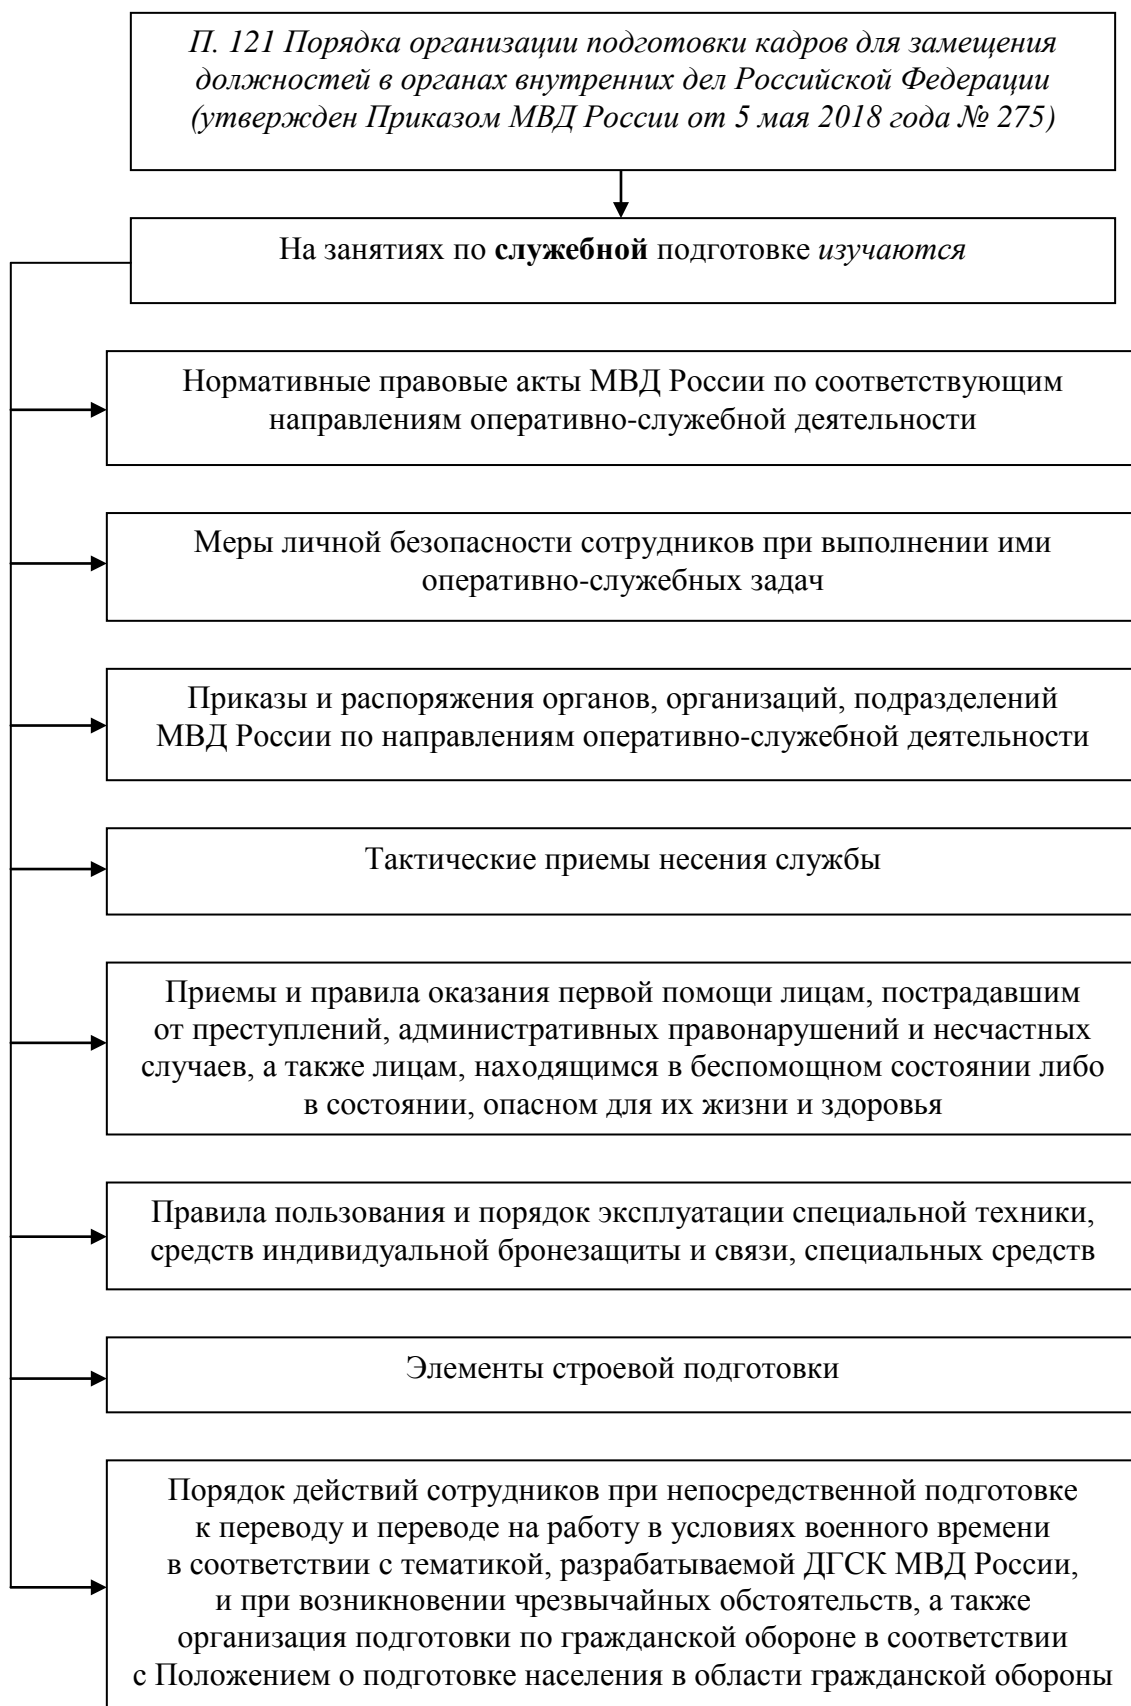 П. 121 Порядка организации подготовки кадров для замещения
должностей в органах внутренних дел Российской Федерации
(утвержден Приказом МВД России от 5 мая 2018 года № 275)
На занятиях по служебной подготовке изучаются
Нормативные правовые акты МВД России по соответствующим
направлениям оперативно-служебной деятельности
Меры личной безопасности сотрудников при выполнении ими
оперативно-служебных задач
Приказы и распоряжения органов, организаций, подразделений
МВД России по направлениям оперативно-служебной деятельности
Тактические приемы несения службы
Приемы и правила оказания первой помощи лицам, пострадавшим
от преступлений, административных правонарушений и несчастных
случаев, а также лицам, находящимся в беспомощном состоянии либо
в состоянии, опасном для их жизни и здоровья
Правила пользования и порядок эксплуатации специальной техники,
средств индивидуальной бронезащиты и связи, специальных средств
Элементы строевой подготовки
Порядок действий сотрудников при непосредственной подготовке
к переводу и переводе на работу в условиях военного времени
в соответствии с тематикой, разрабатываемой ДГСК МВД России,
и при возникновении чрезвычайных обстоятельств, а также
организация подготовки по гражданской обороне в соответствии
с Положением о подготовке населения в области гражданской обороны